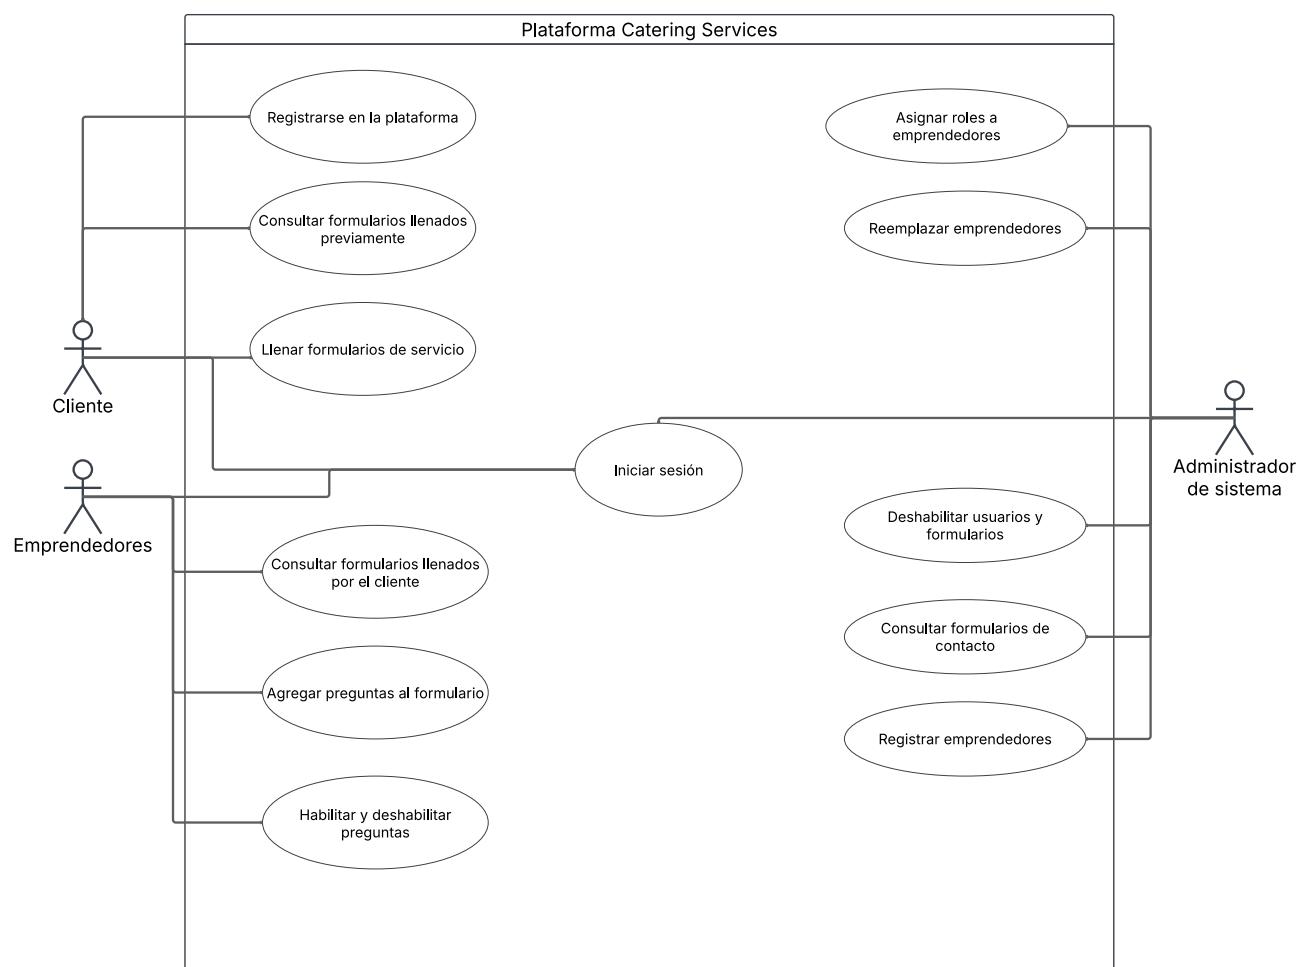 Plataforma Catering Services
Registrarse en la plataforma
Asignar roles a
emprendedores
Consultar formularios llenados
previamente
Reemplazar emprendedores
Llenar formularios de servicio
Cliente
Iniciar sesión
Administrador
de sistema
Emprendedores
Deshabilitar usuarios y
formularios
Consultar formularios llenados
por el cliente
Consultar formularios de
contacto
Agregar preguntas al formulario
Registrar emprendedores
Habilitar y deshabilitar
preguntas